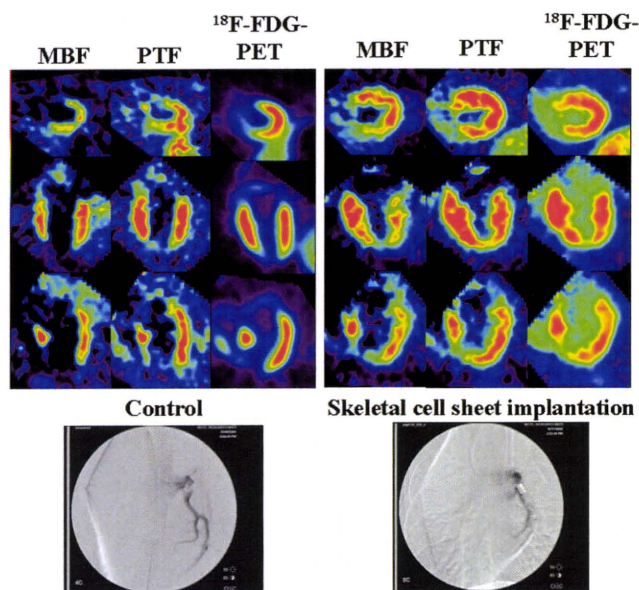 ¹⁸F-FDG-
MBF PTF PET
¹⁸F-FDG-
MBF PTF PET
Control
Skeletal cell sheet implantation